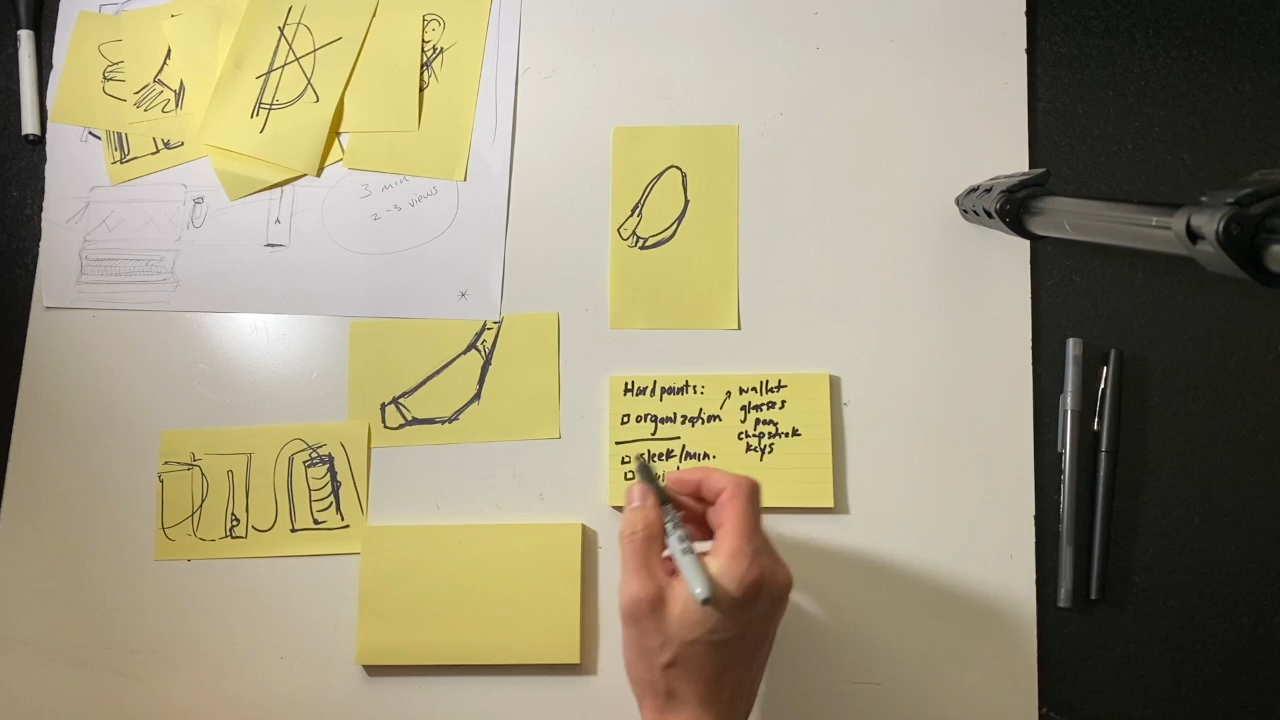 3 min
2-3 views
*
Hard points:
organization
wallet
glasses
pen
chapstick
keys
sleek/min.